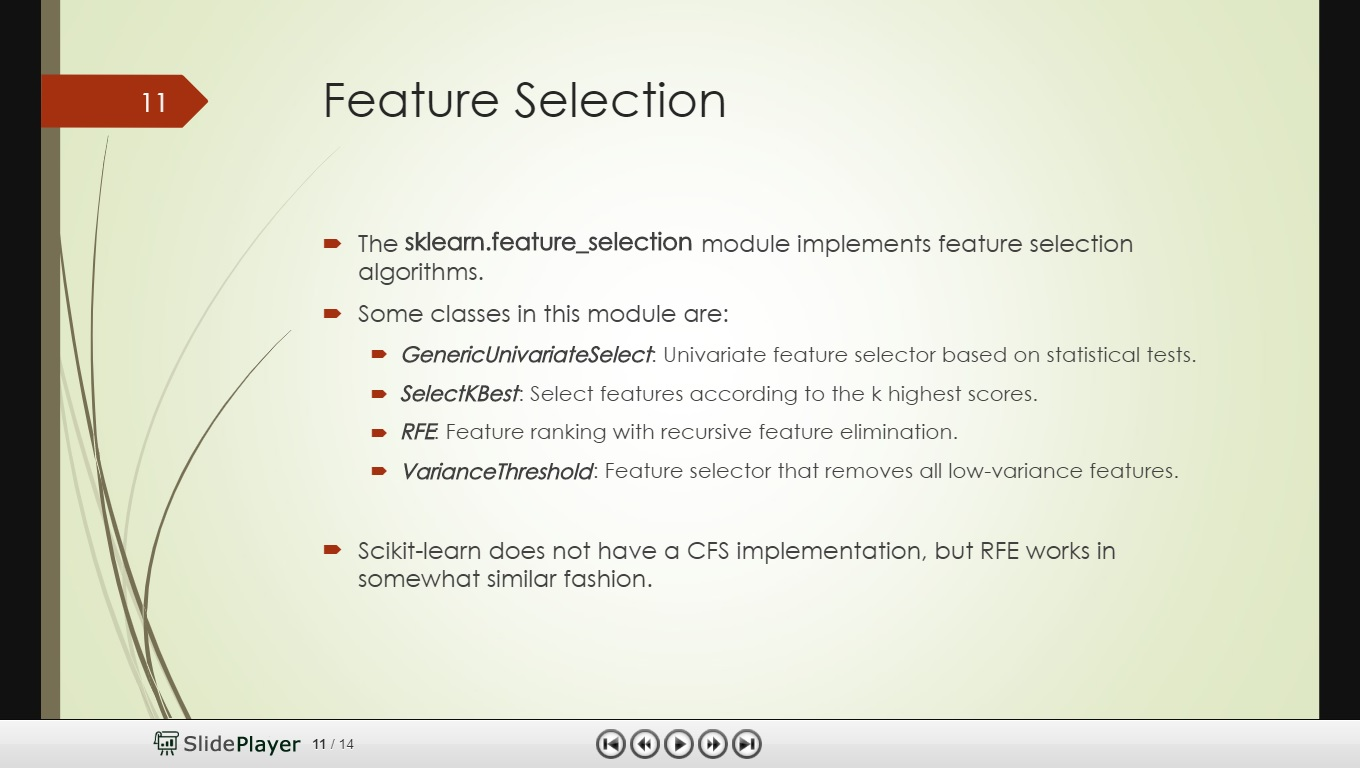 11
Feature Selection
The sklearn.feature_selection module implements feature selection
algorithms.
Some classes in this module are:
GenericUnivariateSelect: Univariate feature selector based on statistical tests.
SelectKBest: Select features according to the k highest scores.
RFE: Feature ranking with recursive feature elimination.
VarianceThreshold: Feature selector that removes all low-variance features.
Scikit-learn does not have a CFS implementation, but RFE works in
somewhat similar fashion.
SlidePlayer 11 / 14